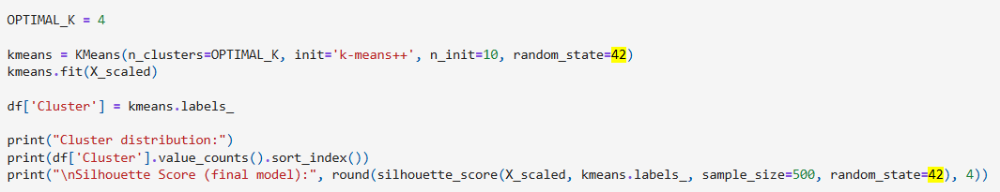 OPTIMAL_K = 4
kmeans = KMeans(n_clusters=OPTIMAL_K, init='k-means++', n_init=10, random_state=42)
kmeans.fit(X_scaled)
df['Cluster'] = kmeans.labels_
print("Cluster distribution:")
print(df['Cluster'].value_counts().sort_index())
print("\nSilhouette Score (final model):", round(silhouette_score(X_scaled, kmeans.labels_, sample_size=500, random_state=42), 4))